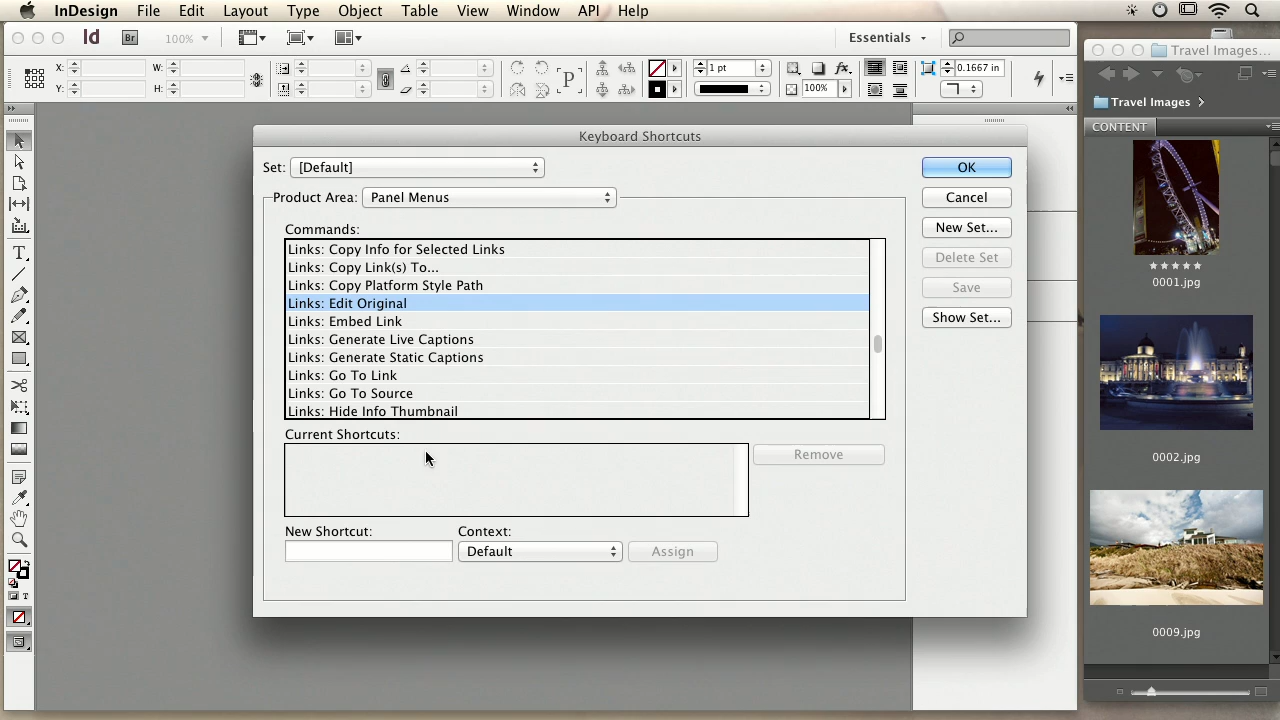 InDesign File Edit Layout Type Object Table View Window API Help
Id Br 100% Essentials
X: W: 1 pt fx. 0.1667 in
Y: H: P 100%
Travel Images...
Travel Images
CONTENT
0001.jpg
0002.jpg
0009.jpg
Keyboard Shortcuts
Set: [Default]
OK
Product Area: Panel Menus
Cancel
New Set...
Delete Set
Save
Show Set...
Commands:
Links: Copy Info for Selected Links
Links: Copy Link(s) To...
Links: Copy Platform Style Path
Links: Edit Original
Links: Embed Link
Links: Generate Live Captions
Links: Generate Static Captions
Links: Go To Link
Links: Go To Source
Links: Hide Info Thumbnail
Current Shortcuts:
Remove
New Shortcut: Context:
Default Assign
T
T